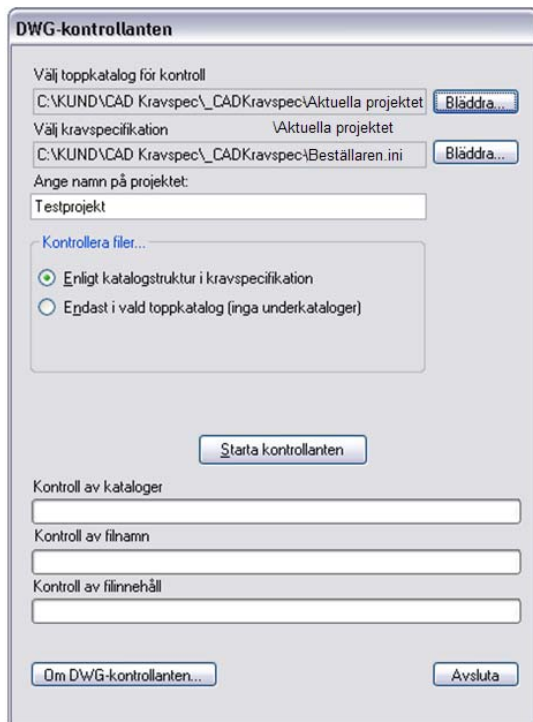 DWG-kontrollanten
Välj toppkatalog för kontroll
C:\KUND\CAD Kravspec\_CADKravspec\Aktuella projektet Bläddra...
Välj kravspecifikation \Aktuella projektet
C:\KUND\CAD Kravspec\_CADKravspec\Beställaren.ini Bläddra...
Ange namn på projektet:
Testprojekt
Kontrollera filer...
Enligt katalogstruktur i kravspecifikation
Endast i vald toppkatalog (inga underkataloger)
Starta kontrollanten
Kontroll av kataloger
Kontroll av filnamn
Kontroll av filinnehåll
Om DWG-kontrollanten... Avsluta